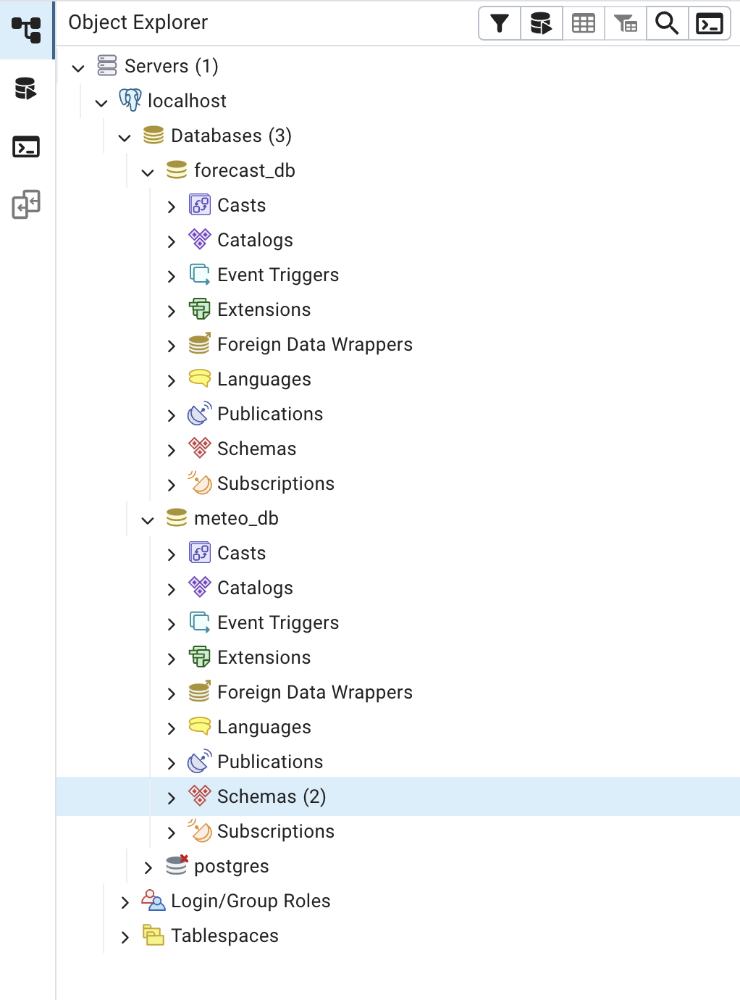 Object Explorer
Servers (1)
localhost
Databases (3)
forecast_db
Casts
Catalogs
Event Triggers
Extensions
Foreign Data Wrappers
Languages
Publications
Schemas
Subscriptions
meteo_db
Casts
Catalogs
Event Triggers
Extensions
Foreign Data Wrappers
Languages
Publications
Schemas (2)
Subscriptions
postgres
Login/Group Roles
Tablespaces